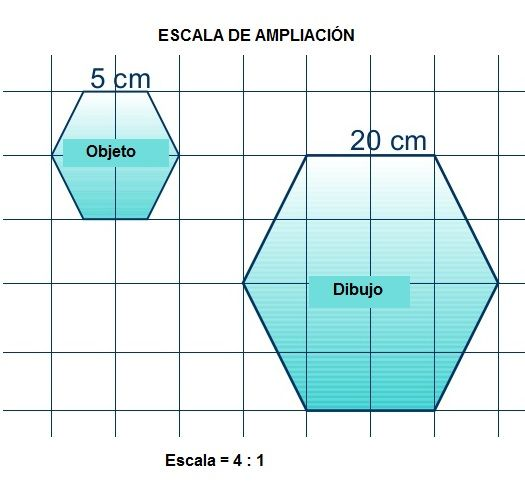 ESCALA DE AMPLIACIÓN
5 cm
Objeto
20 cm
Dibujo
Escala = 4 : 1